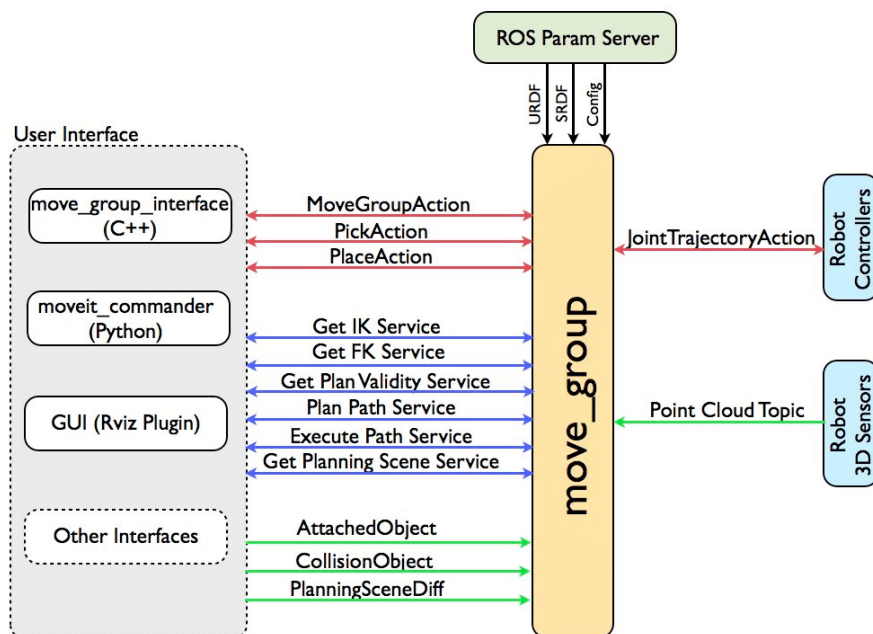 ROS Param Server
URDF
SRDF
Config
User Interface
move_group_interface
(C++)
moveit_commander
(Python)
GUI (Rviz Plugin)
Other Interfaces
MoveGroupAction
PickAction
PlaceAction
Get IK Service
Get FK Service
Get Plan Validity Service
Plan Path Service
Execute Path Service
Get Planning Scene Service
AttachedObject
CollisionObject
PlanningSceneDiff
move_group
JointTrajectoryAction
Robot
Controllers
Point Cloud Topic
Robot
3D Sensors